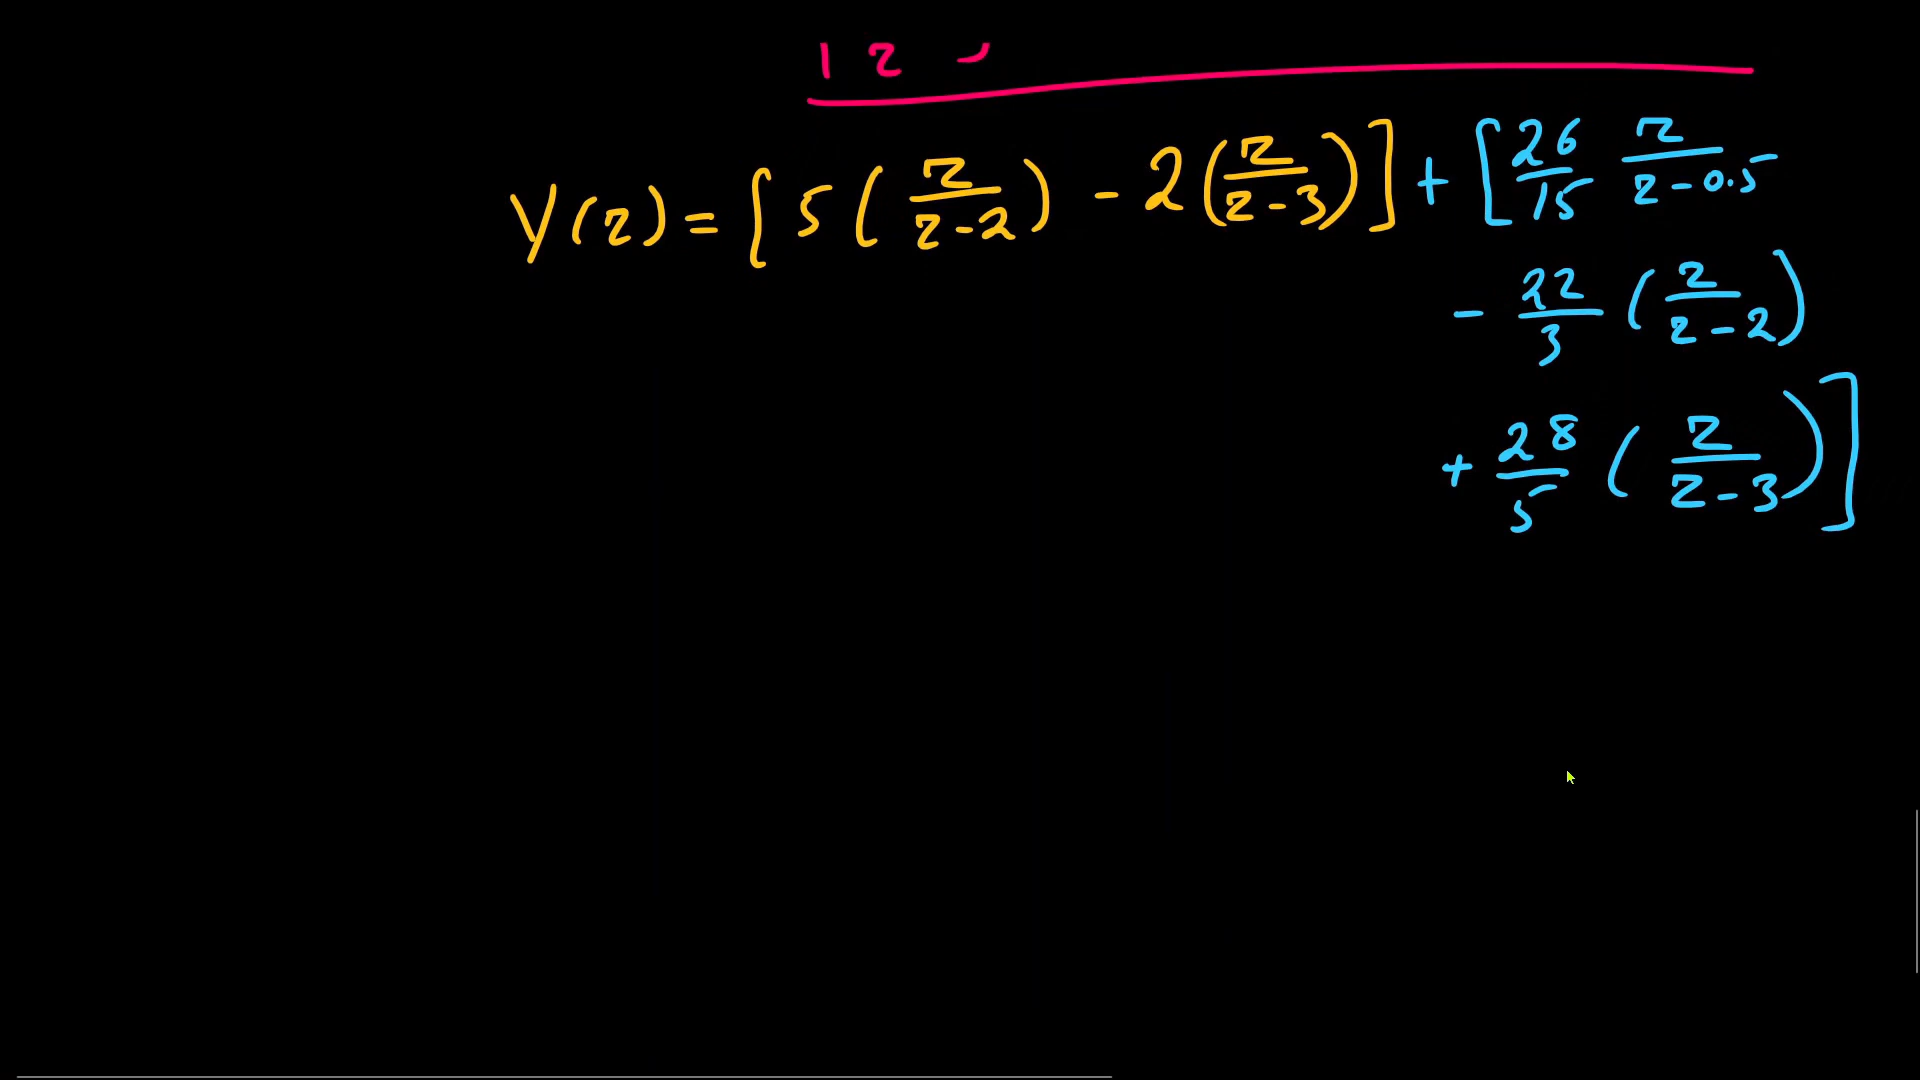 Y(z) = [ 5 ( z/(z-2) ) - 2 ( z/(z-3) ) ] + [ 26/15 z/(z-0.5)
- 22/3 ( z/(z-2) )
+ 28/5 ( z/(z-3) ) ]